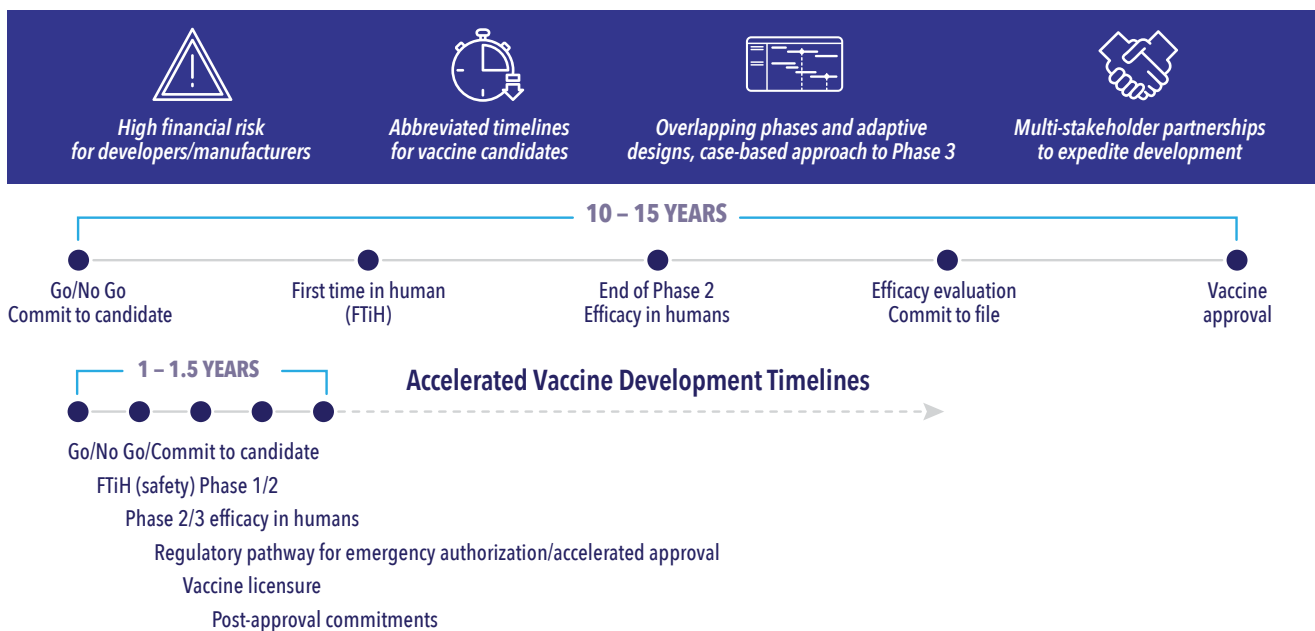 High financial risk
for developers/manufacturers
Abbreviated timelines
for vaccine candidates
Overlapping phases and adaptive
designs, case-based approach to Phase 3
Multi-stakeholder partnerships
to expedite development
10 – 15 YEARS
Go/No Go
Commit to candidate
First time in human
(FTiH)
End of Phase 2
Efficacy in humans
Efficacy evaluation
Commit to file
Vaccine
approval
1 – 1.5 YEARS
Accelerated Vaccine Development Timelines
Go/No Go/Commit to candidate
FTiH (safety) Phase 1/2
Phase 2/3 efficacy in humans
Regulatory pathway for emergency authorization/accelerated approval
Vaccine licensure
Post-approval commitments